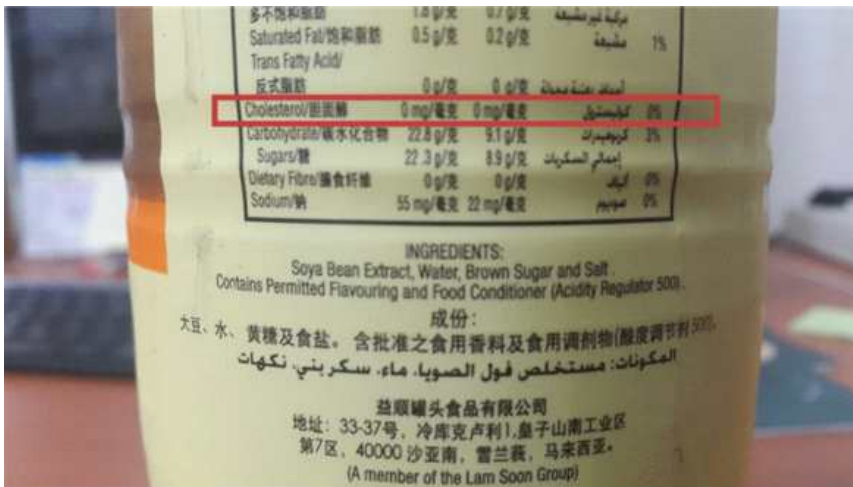 多不饱和脂肪 1.8 g/克 0.7 g/克 مركبة غير مشبعة
Saturated Fat/饱和脂肪 0.5 g/克 0.2 g/克 مشبعة 1%
Trans Fatty Acid/
反式脂肪 0 g/克 0 g/克
Cholesterol/胆固醇 0 mg/毫克 0 mg/毫克 كوليسترول 0%
Carbohydrate/碳水化合物 22.8 g/克 9.1 g/克 كربوهيدرات 3%
Sugars/糖 22.3 g/克 8.9 g/克 إجمالي السكريات
Dietary Fibre/膳食纤维 0 g/克 0 g/克 ألياف 0%
Sodium/钠 55 mg/毫克 22 mg/毫克 صوديوم 0%
INGREDIENTS:
Soya Bean Extract, Water, Brown Sugar and Salt.
Contains Permitted Flavouring and Food Conditioner (Acidity Regulator 500).
成份:
大豆、水、黄糖及食盐。含批准之食用香料及食用调剂物(酸度调节剂500).
المكونات: مستخلص فول الصويا، ماء، سكر بني، نكهات
益顺罐头食品有限公司
地址: 33-37号, 冷库克卢利1,皇子山南工业区
第7区, 40000 沙亚南, 雪兰莪, 马来西亚。
(A member of the Lam Soon Group)